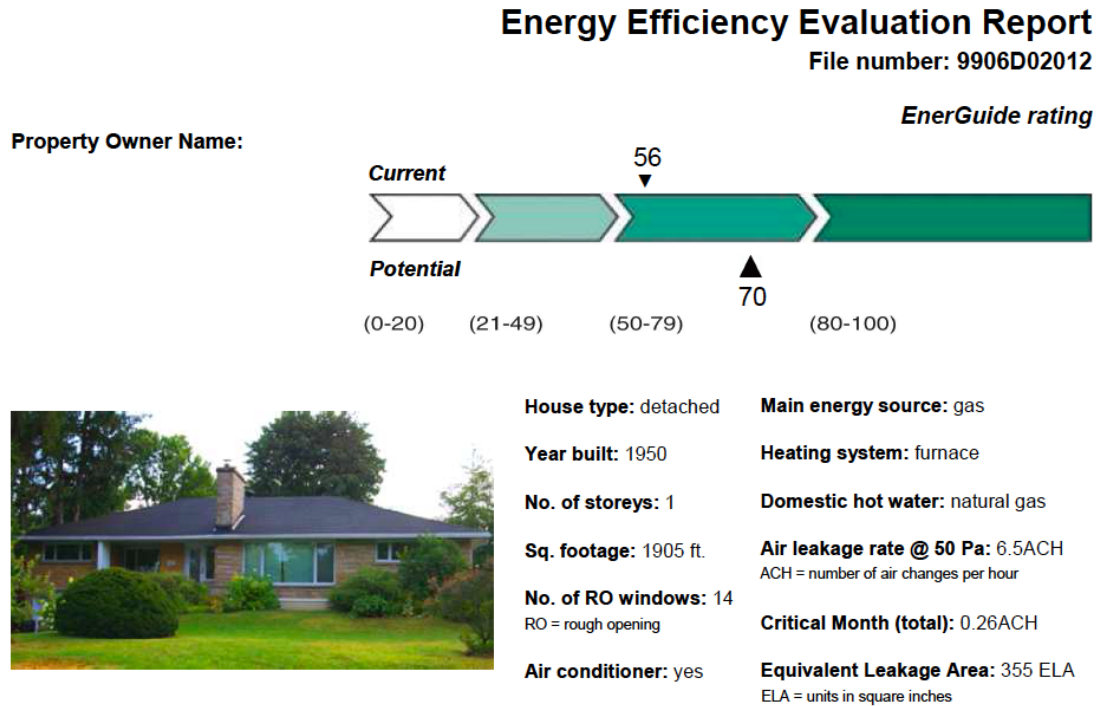 Energy Efficiency Evaluation Report
File number: 9906D02012
EnerGuide rating
Property Owner Name:
56
Current
Potential
70
(0-20) (21-49) (50-79) (80-100)
House type: detached
Year built: 1950
No. of storeys: 1
Sq. footage: 1905 ft.
No. of RO windows: 14
RO = rough opening
Air conditioner: yes
Main energy source: gas
Heating system: furnace
Domestic hot water: natural gas
Air leakage rate @ 50 Pa: 6.5ACH
ACH = number of air changes per hour
Critical Month (total): 0.26ACH
Equivalent Leakage Area: 355 ELA
ELA = units in square inches